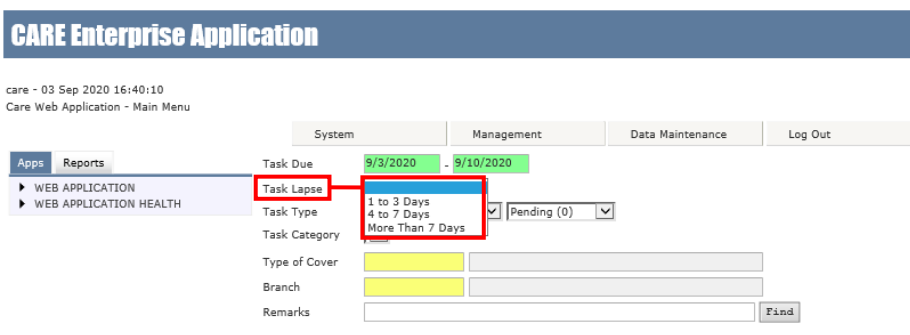 CARE Enterprise Application
care - 03 Sep 2020 16:40:10
Care Web Application - Main Menu
System Management Data Maintenance Log Out
Apps Reports
WEB APPLICATION
WEB APPLICATION HEALTH
Task Due 9/3/2020 - 9/10/2020
Task Lapse
1 to 3 Days
4 to 7 Days
More Than 7 Days
Task Type Pending (0)
Task Category
Type of Cover
Branch
Remarks Find